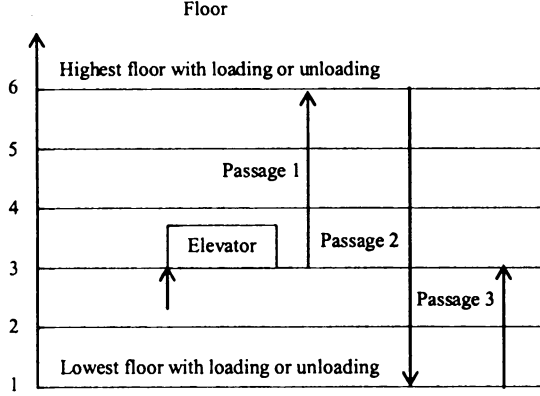 Floor
6
Highest floor with loading or unloading
5
Passage 1
4
Elevator
Passage 2
3
Passage 3
2
Lowest floor with loading or unloading
1